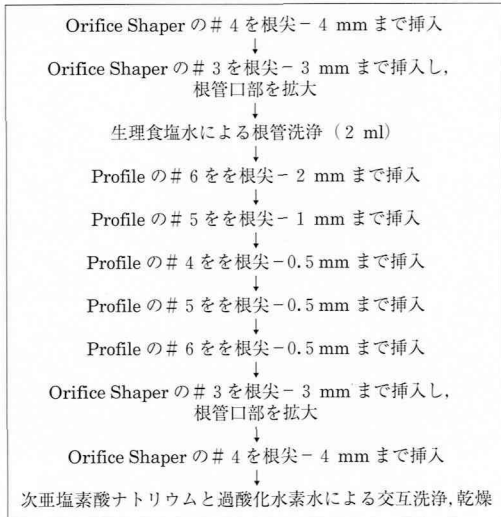 Orifice Shaper の # 4 を根尖− 4 mm まで挿入
↓
Orifice Shaper の # 3 を根尖− 3 mm まで挿入し,
根管口部を拡大
↓
生理食塩水による根管洗浄（2 ml）
↓
Profile の # 6 をを根尖− 2 mm まで挿入
↓
Profile の # 5 をを根尖− 1 mm まで挿入
↓
Profile の # 4 をを根尖−0.5 mm まで挿入
↓
Profile の # 5 をを根尖−0.5 mm まで挿入
↓
Profile の # 6 をを根尖−0.5 mm まで挿入
↓
Orifice Shaper の # 3 を根尖− 3 mm まで挿入し,
根管口部を拡大
↓
Orifice Shaper の # 4 を根尖− 4 mm まで挿入
↓
次亜塩素酸ナトリウムと過酸化水素水による交互洗浄, 乾燥